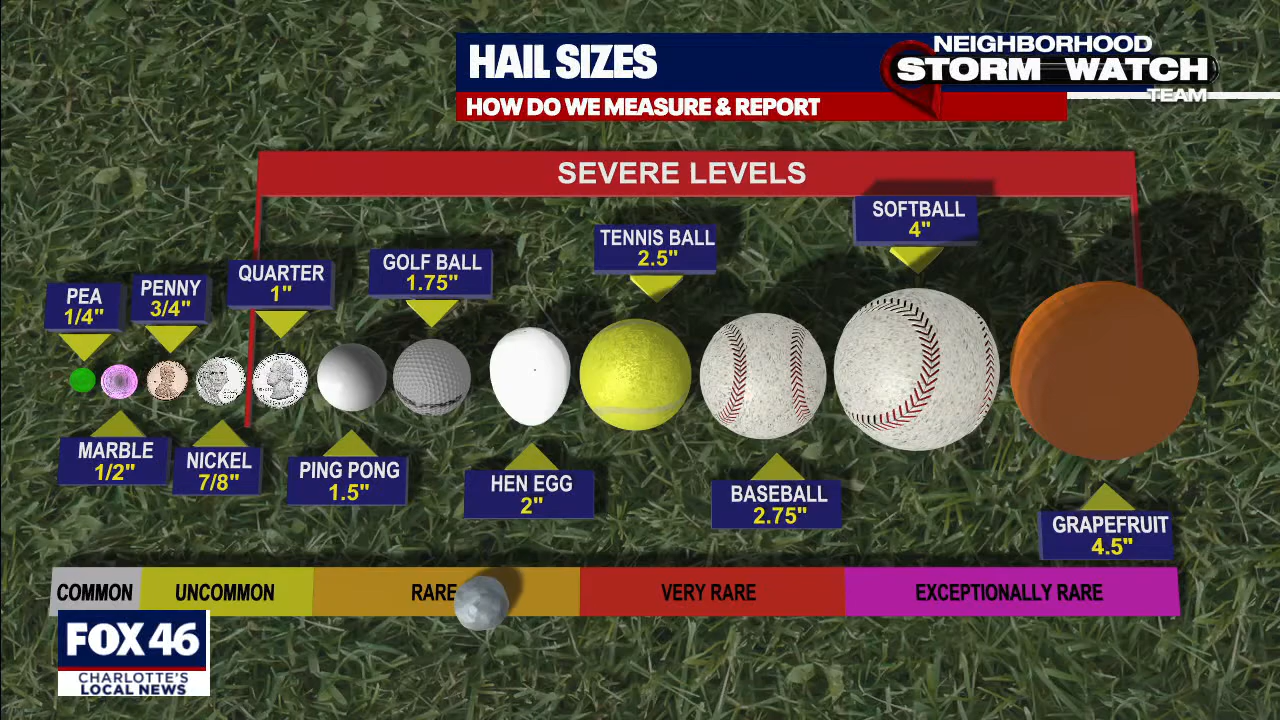 HAIL SIZES
HOW DO WE MEASURE & REPORT
NEIGHBORHOOD
STORM WATCH
TEAM
SEVERE LEVELS
PEA
1/4"
PENNY
3/4"
QUARTER
1"
GOLF BALL
1.75"
TENNIS BALL
2.5"
SOFTBALL
4"
MARBLE
1/2"
NICKEL
7/8"
PING PONG
1.5"
HEN EGG
2"
BASEBALL
2.75"
GRAPEFRUIT
4.5"
COMMON
UNCOMMON
RARE
VERY RARE
EXCEPTIONALLY RARE
FOX 46
CHARLOTTE'S
LOCAL NEWS